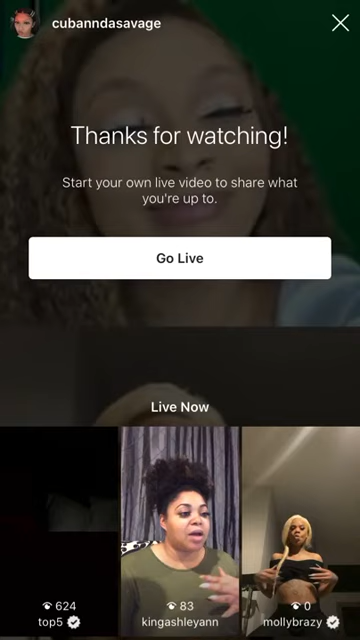 cubanndasavage
Thanks for watching!
Start your own live video to share what
you're up to.
Go Live
Live Now
624
83
0
top5
kingashleyann
mollybrazy